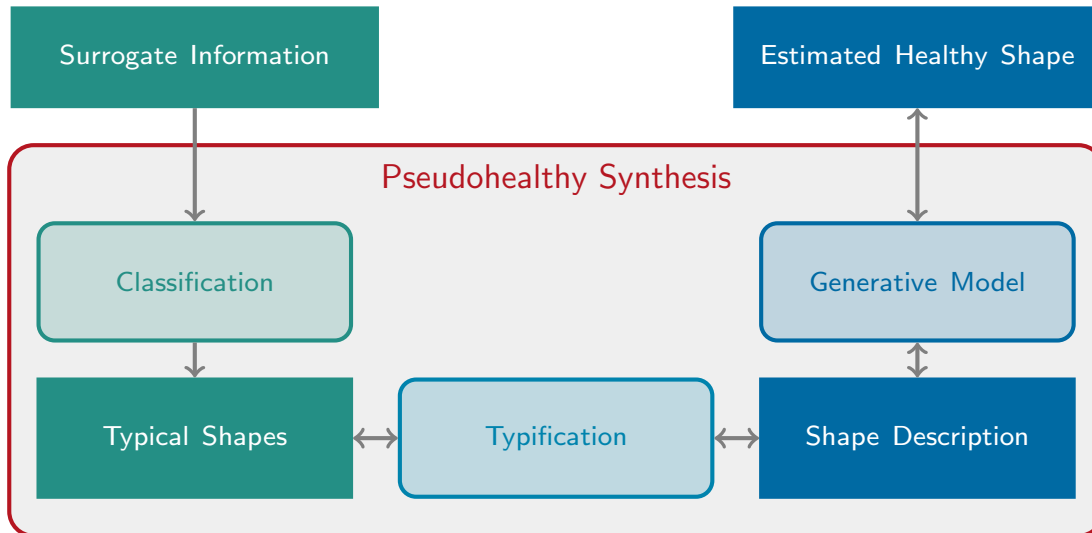 Surrogate Information
Estimated Healthy Shape
Pseudohealthy Synthesis
Classification
Generative Model
Typical Shapes
Typification
Shape Description